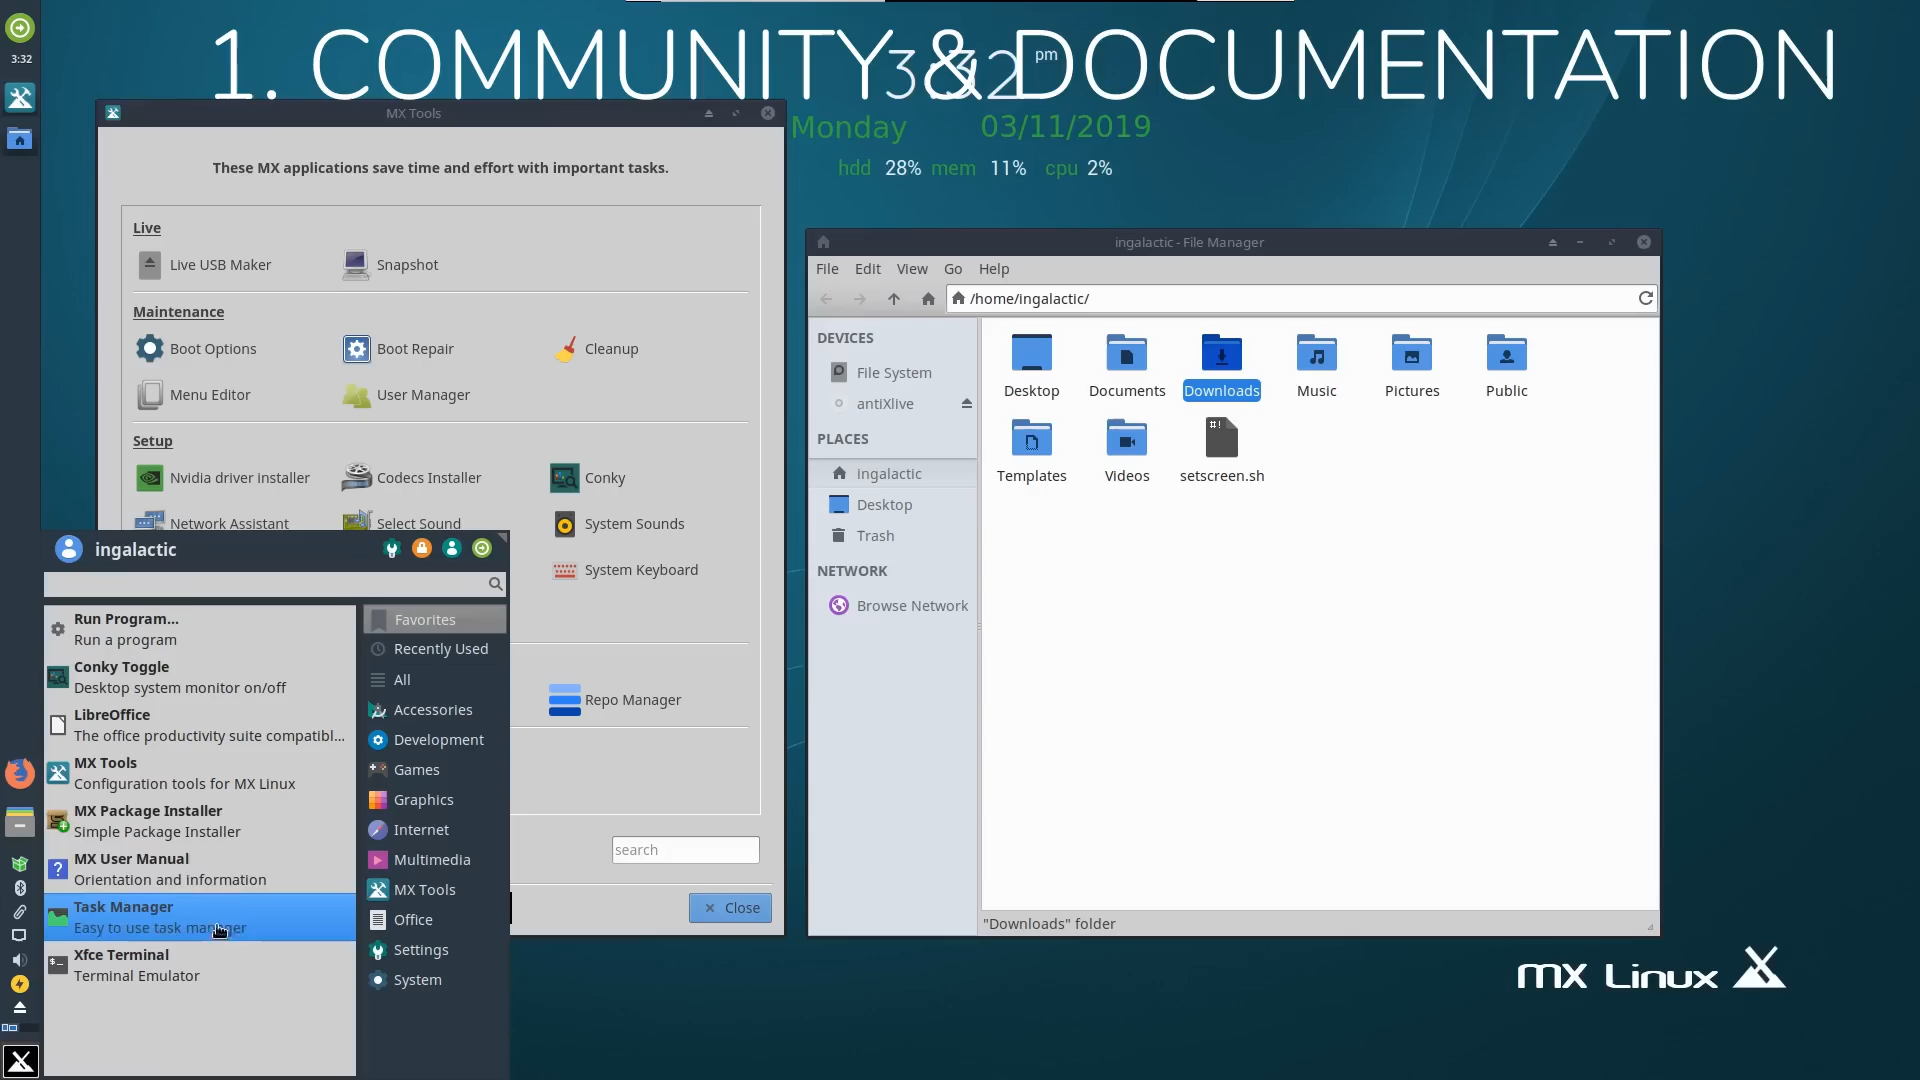 1. COMMUNITY & DOCUMENTATION
3:32 pm
3:32
Monday 03/11/2019
hdd 28% mem 11% cpu 2%
MX Tools
These MX applications save time and effort with important tasks.
Live
Live USB Maker
Snapshot
Maintenance
Boot Options
Boot Repair
Cleanup
Menu Editor
User Manager
Setup
Nvidia driver installer
Codecs Installer
Conky
Network Assistant
Select Sound
System Sounds
System Keyboard
Repo Manager
search
Close
ingalactic
Run Program...
Run a program
Conky Toggle
Desktop system monitor on/off
LibreOffice
The office productivity suite compatibl...
MX Tools
Configuration tools for MX Linux
MX Package Installer
Simple Package Installer
MX User Manual
Orientation and information
Task Manager
Easy to use task manager
Xfce Terminal
Terminal Emulator
Favorites
Recently Used
All
Accessories
Development
Games
Graphics
Internet
Multimedia
MX Tools
Office
Settings
System
ingalactic - File Manager
File Edit View Go Help
/home/ingalactic/
DEVICES
File System
antiXlive
PLACES
ingalactic
Desktop
Trash
NETWORK
Browse Network
Desktop Documents Downloads Music Pictures Public
Templates Videos setscreen.sh
"Downloads" folder
mx Linux